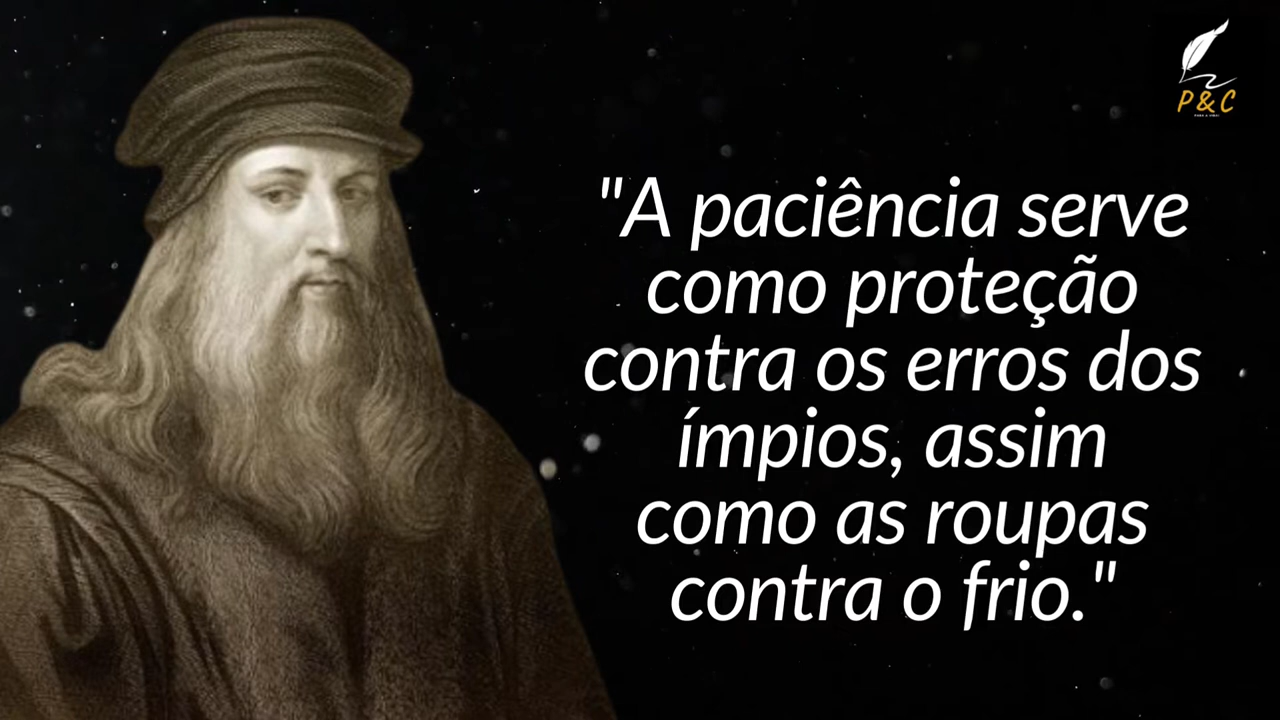 P & C
"A paciência serve
como proteção
contra os erros dos
ímpios, assim
como as roupas
contra o frio."